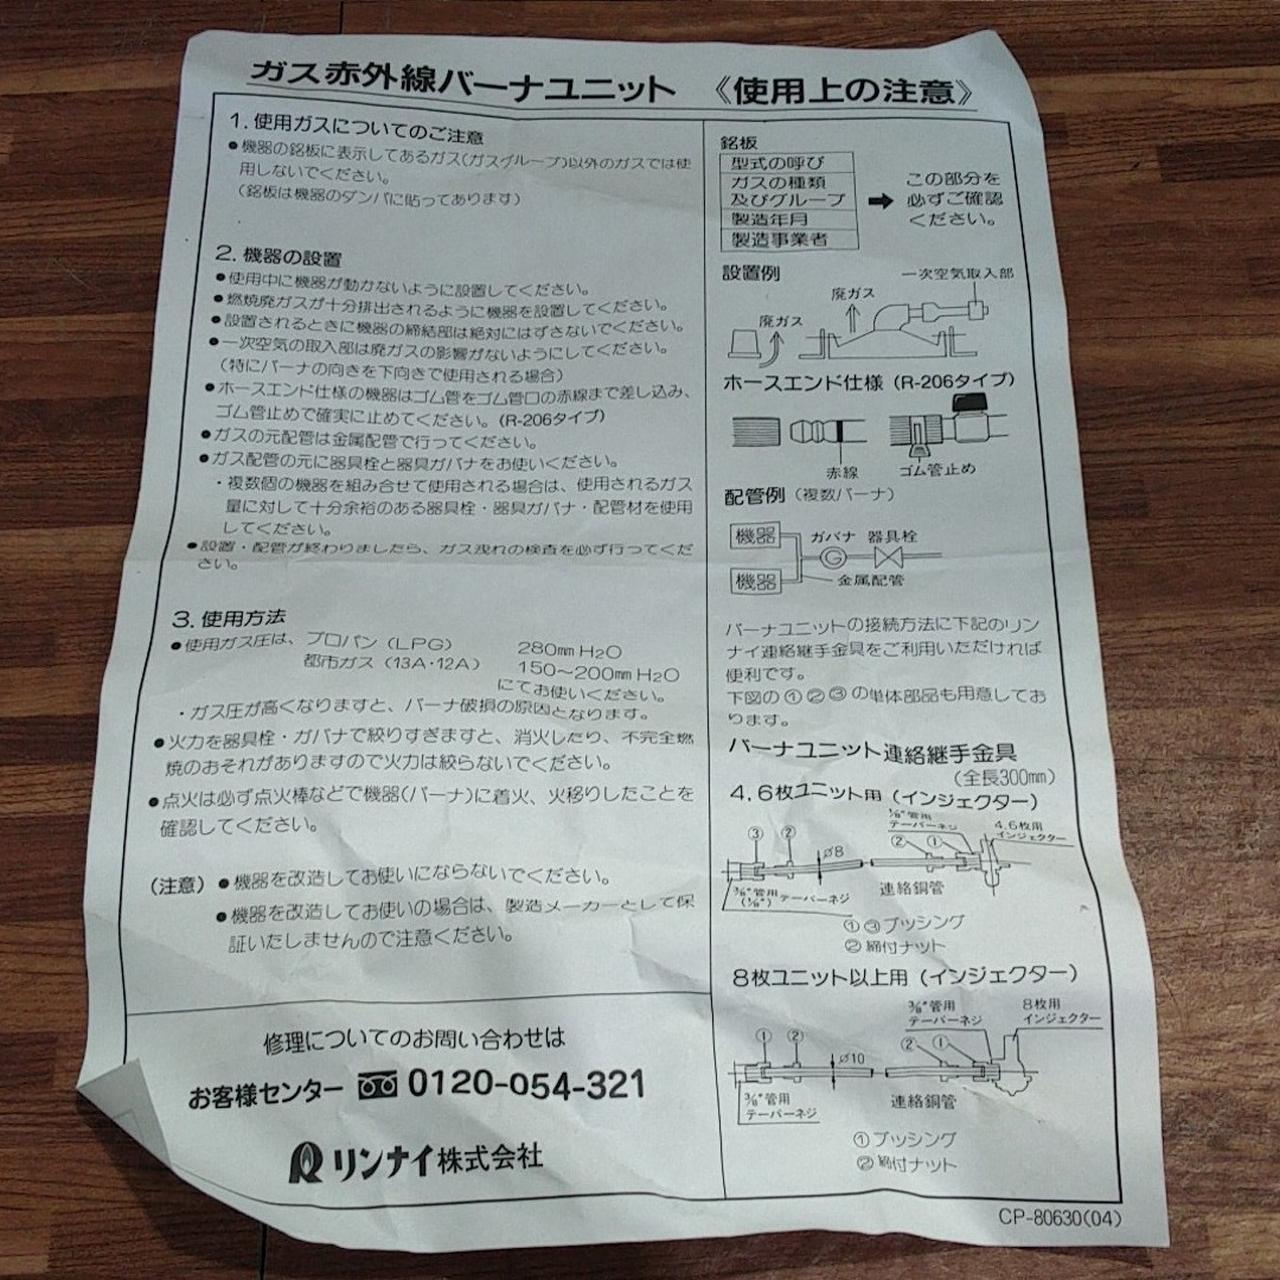 ガス赤外線バーナユニット 《使用上の注意》
1. 使用ガスについてのご注意
●機器の銘板に表示してあるガス(ガスグループ)以外のガスでは使
用しないでください。
(銘板は機器のダンパに貼ってあります)
2. 機器の設置
●使用中に機器が動かないように設置してください。
●燃焼廃ガスが十分排出されるように機器を設置してください。
●設置されるときに機器の締結部は絶対にはずさないでください。
●一次空気の取入部は廃ガスの影響がないようにしてください。
(特にバーナの向きを下向きで使用される場合)
●ホースエンド仕様の機器はゴム管をゴム管口の赤線まで差し込み、
ゴム管止めで確実に止めてください。(R-206タイプ)
●ガスの元配管は金属配管で行ってください。
●ガス配管の元に器具栓と器具ガバナをお使いください。
・複数個の機器を組み合せて使用される場合は、使用されるガス
量に対して十分余裕のある器具栓・器具ガバナ・配管材を使用
してください。
●設置・配管が終わりましたら、ガス洩れの検査を必ず行ってくだ
さい。
3. 使用方法
●使用ガス圧は、プロパン(LPG) 280mm H2O
都市ガス(13A・12A) 150〜200mm H2O
にてお使いください。
・ガス圧が高くなりますと、バーナ破損の原因となります。
●火力を器具栓・ガバナで絞りすぎますと、消火したり、不完全燃
焼のおそれがありますので火力は絞らないでください。
●点火は必ず点火棒などで機器(バーナ)に着火、火移りしたことを
確認してください。
(注意) ●機器を改造してお使いにならないでください。
●機器を改造してお使いの場合は、製造メーカーとして保
証いたしませんので注意ください。
修理についてのお問い合わせは
お客様センター 0120-054-321
R リンナイ株式会社
銘板
型式の呼び
ガスの種類
及びグループ
製造年月
製造事業者
➡ この部分を
必ずご確認
ください。
設置例
一次空気取入部
廃ガス
廃ガス
ホースエンド仕様(R-206タイプ)
赤線
ゴム管止め
配管例(複数バーナ)
機器
ガバナ 器具栓
G
機器
金属配管
バーナユニットの接続方法に下記のリン
ナイ連絡継手金具をご利用いただければ
便利です。
下図の①②③の単体部品も用意してお
ります。
バーナユニット連絡継手金具
(全長300mm)
4,6枚ユニット用(インジェクター)
⅛"管用
テーパーネジ
4.6枚用
インジェクター
③ ② ∅8 ② ①
⅜"管用
(⅛")テーパーネジ
連絡銅管
①③ブッシング
②締付ナット
8枚ユニット以上用(インジェクター)
⅜"管用
テーパーネジ
8枚用
インジェクター
① ② ∅10 ② ①
⅜"管用
テーパーネジ
連絡銅管
①ブッシング
②締付ナット
CP-80630(04)